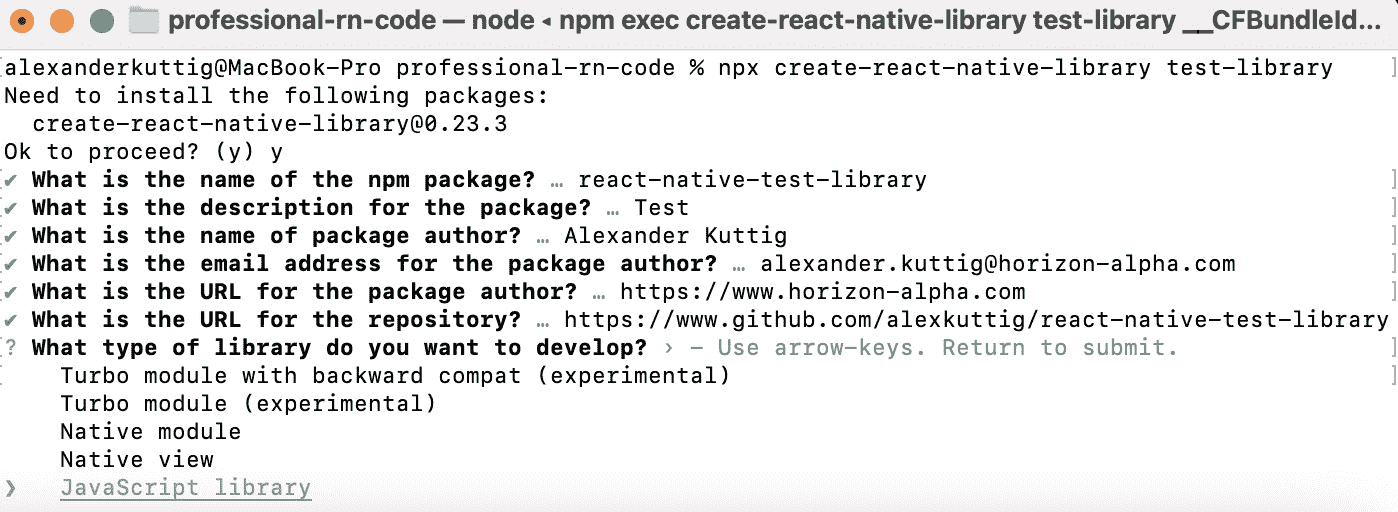 professional-rn-code — node ◂ npm exec create-react-native-library test-library __CFBundleId...
alexanderkuttig@MacBook-Pro professional-rn-code % npx create-react-native-library test-library
Need to install the following packages:
  create-react-native-library@0.23.3
Ok to proceed? (y) y
✔ What is the name of the npm package? … react-native-test-library
✔ What is the description for the package? … Test
✔ What is the name of package author? … Alexander Kuttig
✔ What is the email address for the package author? … alexander.kuttig@horizon-alpha.com
✔ What is the URL for the package author? … https://www.horizon-alpha.com
✔ What is the URL for the repository? … https://www.github.com/alexkuttig/react-native-test-library
? What type of library do you want to develop? › - Use arrow-keys. Return to submit.
    Turbo module with backward compat (experimental)
    Turbo module (experimental)
    Native module
    Native view
❯   JavaScript library